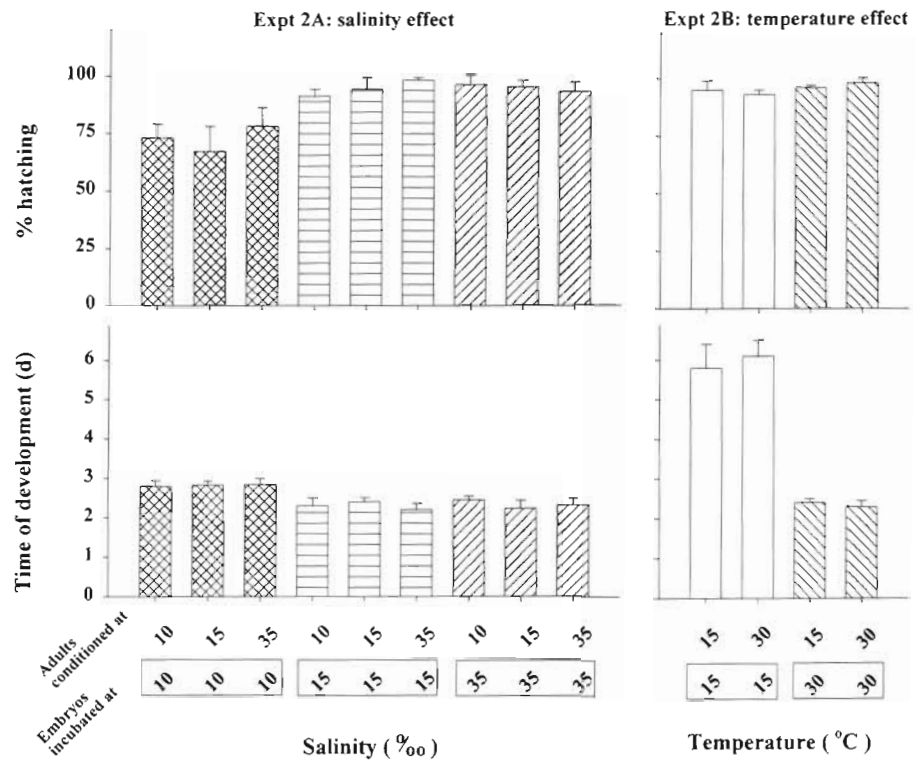 Expt 2A: salinity effect
Expt 2B: temperature effect
% hatching
100
75
50
25
0
Time of development (d)
6
5
4
3
2
1
0
Adults conditioned at
10 15 35 10 15 35 10 15 35
15 30 15 30
Embryos incubated at
10 10 10 15 15 15 35 35 35
15 15 30 30
Salinity (‰)
Temperature (°C)